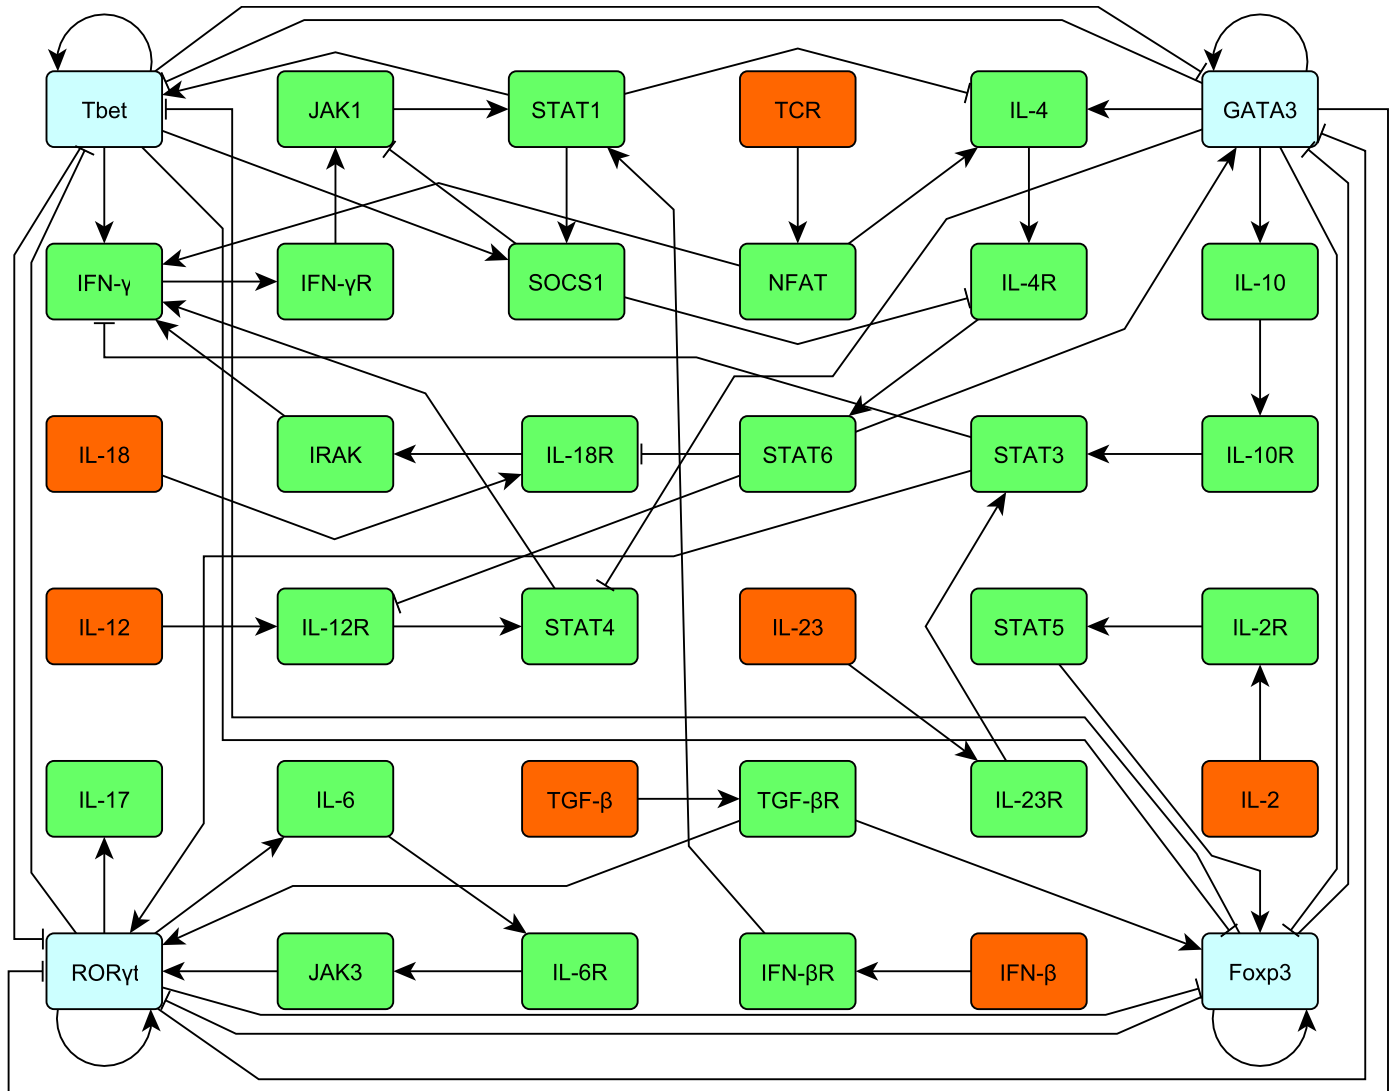 Tbet
JAK1
STAT1
TCR
IL-4
GATA3
IFN-γ
IFN-γR
SOCS1
NFAT
IL-4R
IL-10
IL-18
IRAK
IL-18R
STAT6
STAT3
IL-10R
IL-12
IL-12R
STAT4
IL-23
STAT5
IL-2R
IL-17
IL-6
TGF-β
TGF-βR
IL-23R
IL-2
RORγt
JAK3
IL-6R
IFN-βR
IFN-β
Foxp3